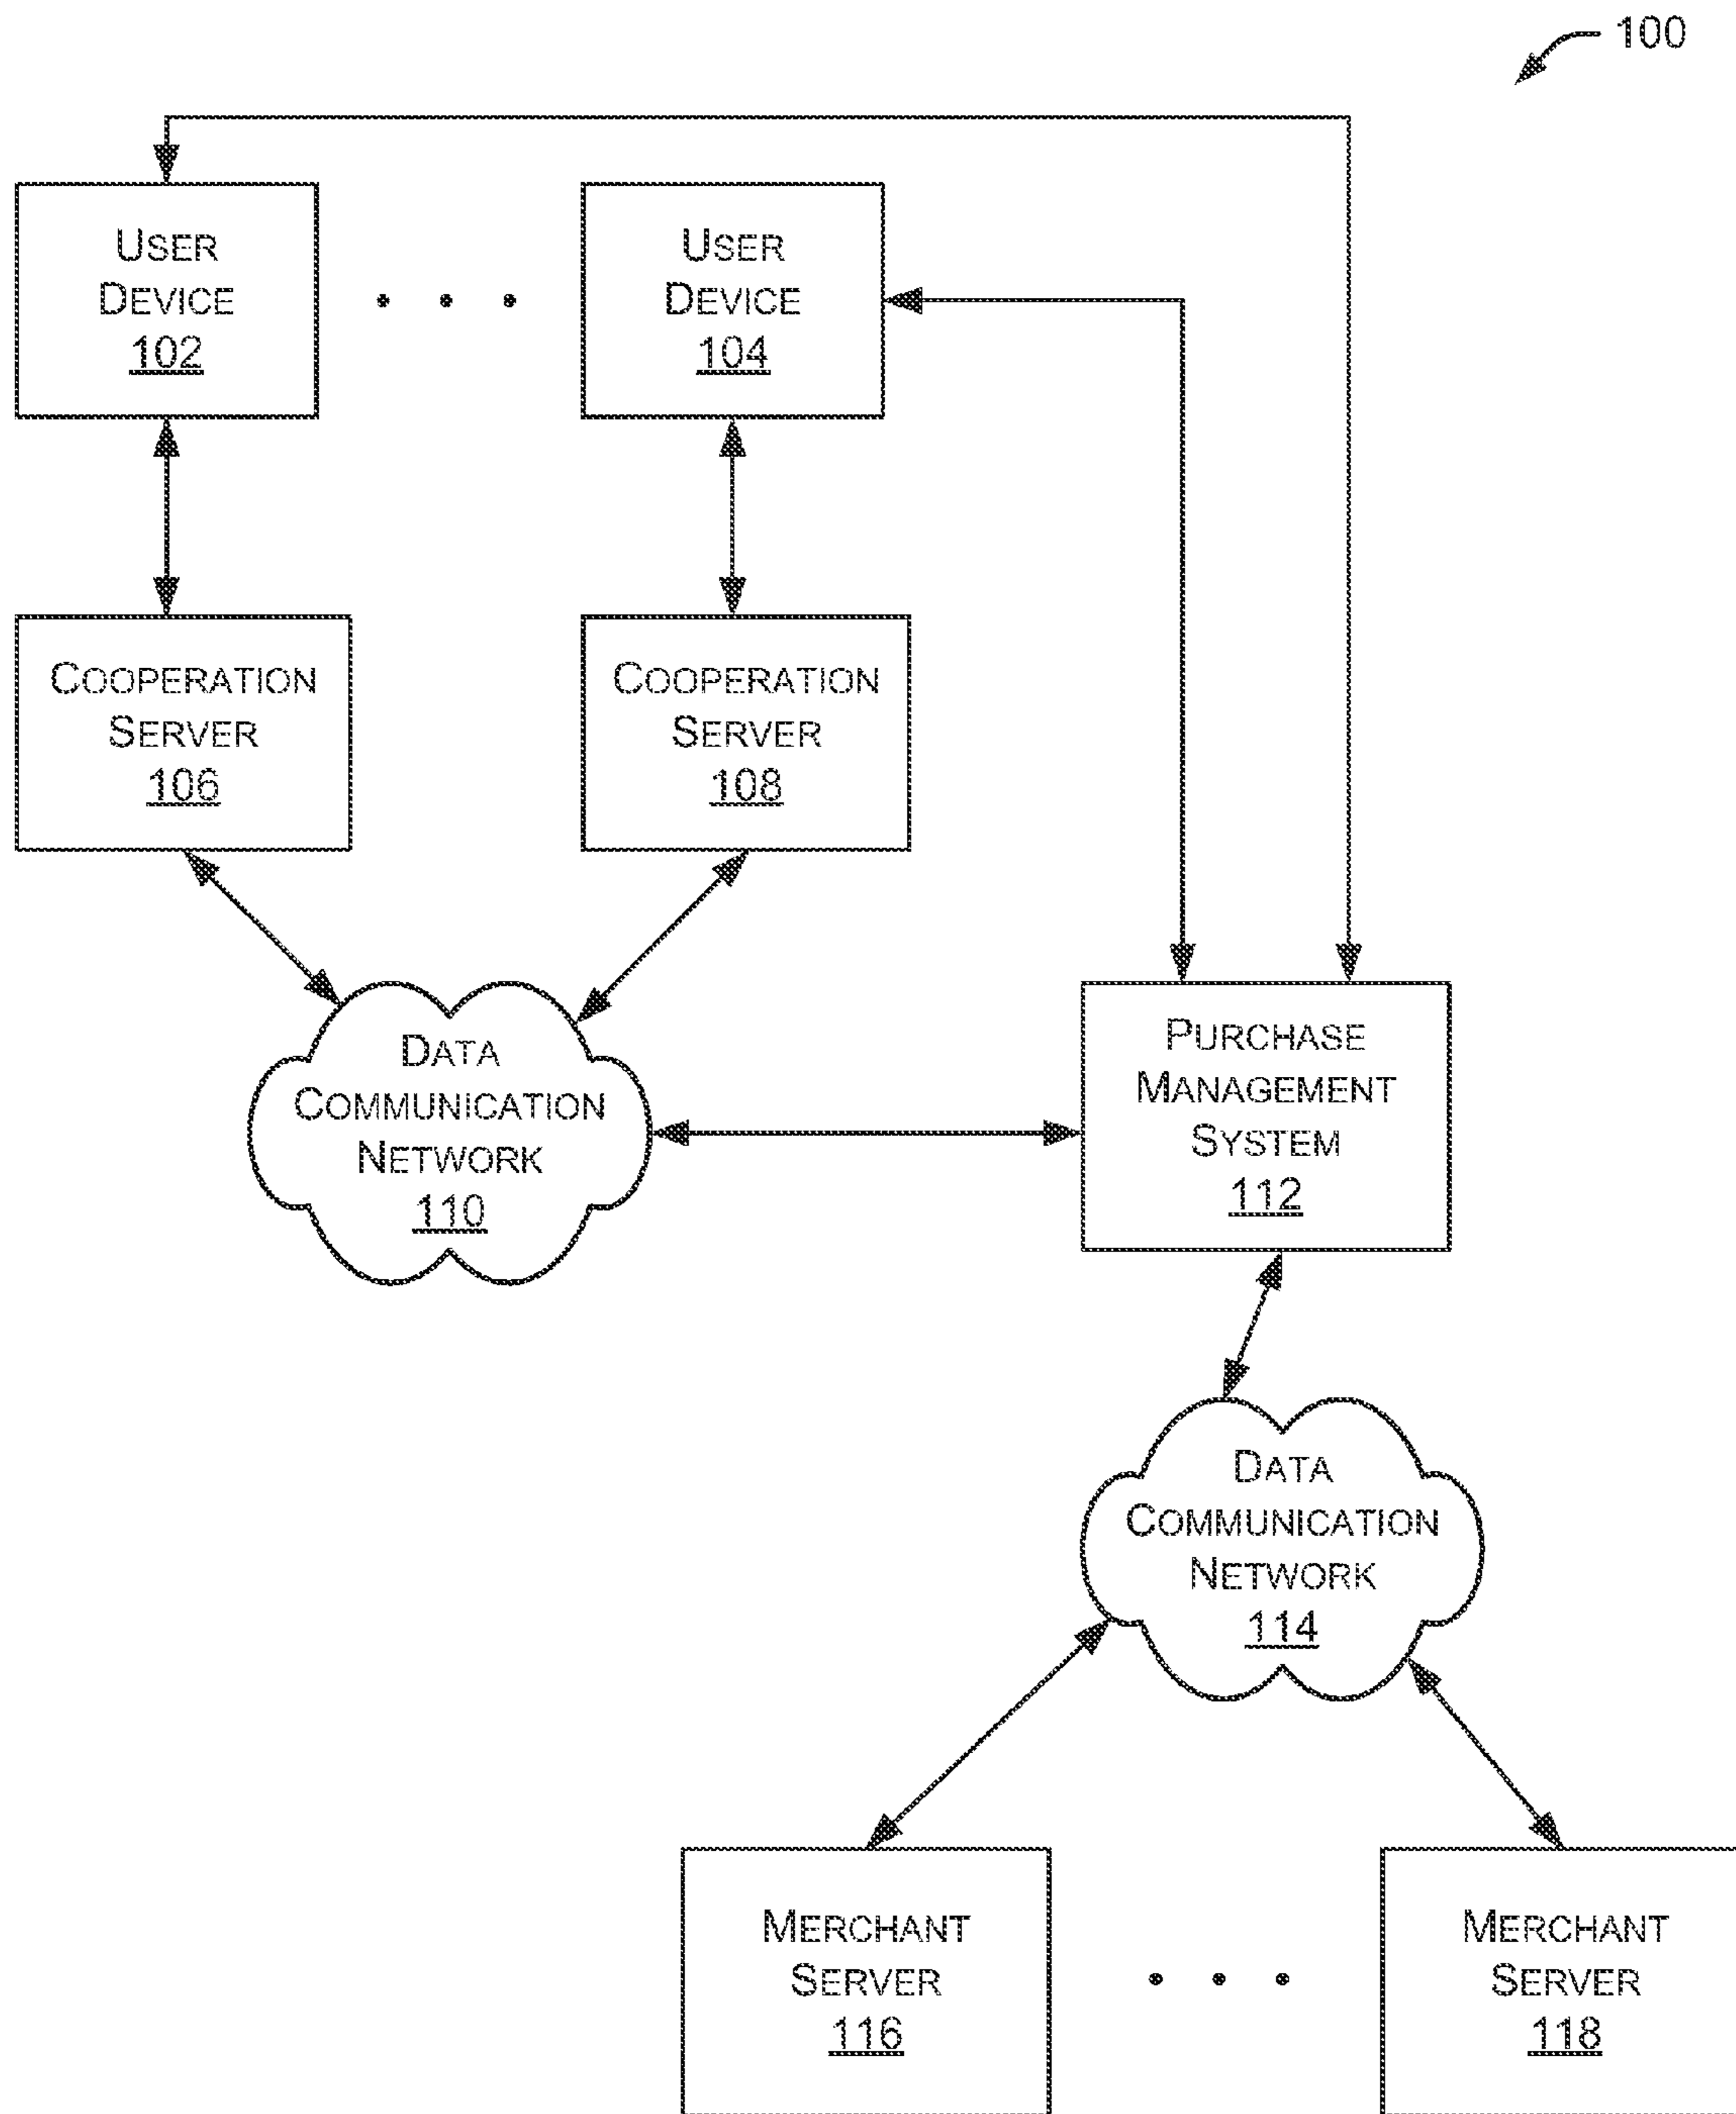 100
USER
DEVICE
102
USER
DEVICE
104
COOPERATION
SERVER
106
COOPERATION
SERVER
108
DATA
COMMUNICATION
NETWORK
110
PURCHASE
MANAGEMENT
SYSTEM
112
DATA
COMMUNICATION
NETWORK
114
MERCHANT
SERVER
116
MERCHANT
SERVER
118